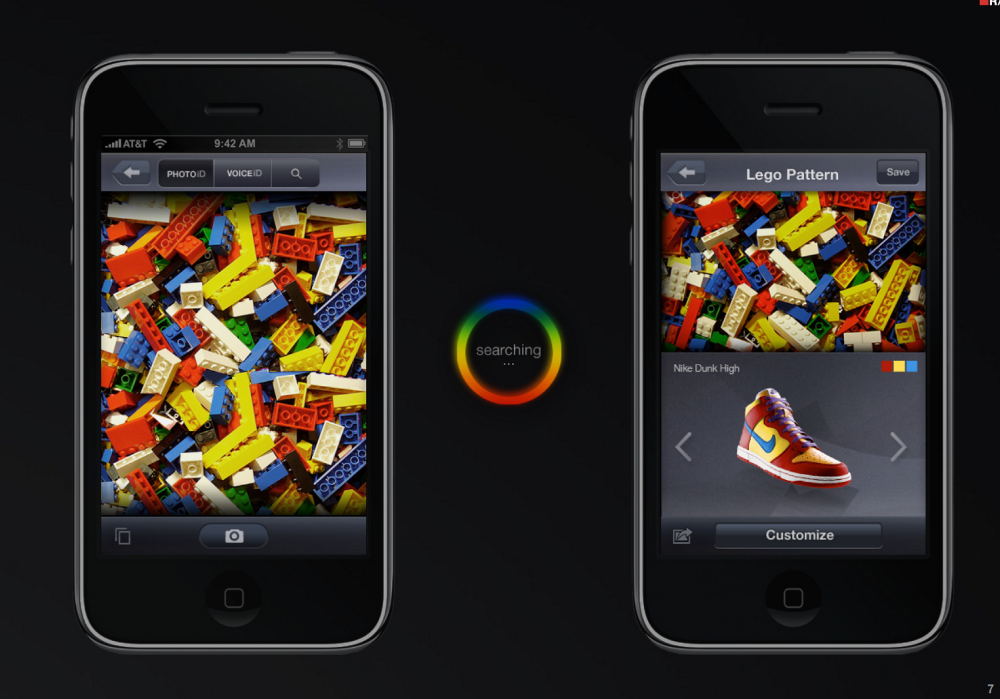 AT&T 9:42 AM
PHOTOiD VOICEiD
searching
...
Lego Pattern Save
Nike Dunk High
Customize
7